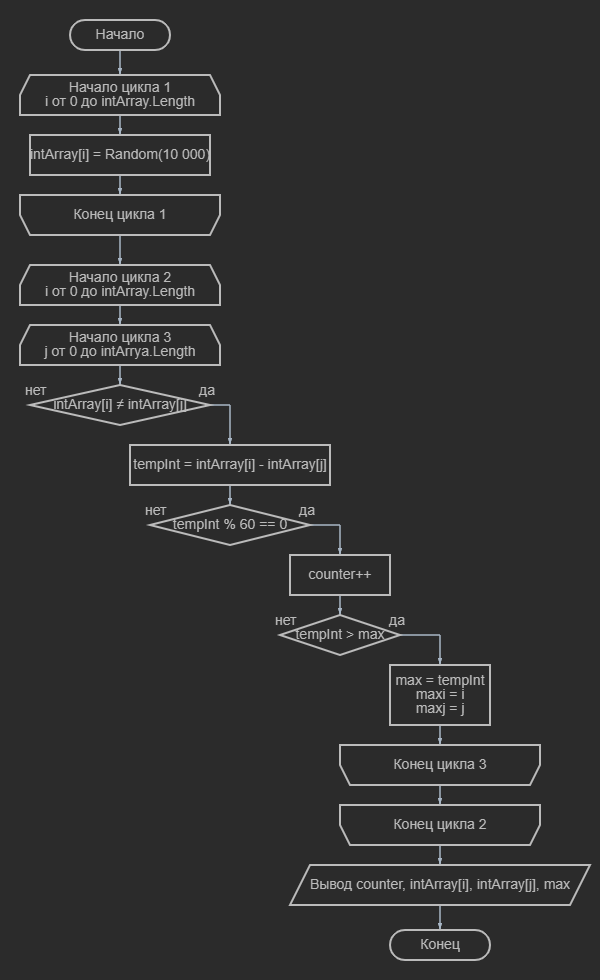 Начало
Начало цикла 1
i от 0 до intArray.Length
intArray[i] = Random(10 000)
Конец цикла 1
Начало цикла 2
i от 0 до intArray.Length
Начало цикла 3
j от 0 до intArrya.Length
нет
да
intArray[i] ≠ intArray[j]
tempInt = intArray[i] - intArray[j]
нет
да
tempInt % 60 == 0
counter++
нет
да
tempInt > max
max = tempInt
maxi = i
maxj = j
Конец цикла 3
Конец цикла 2
Вывод counter, intArray[i], intArray[j], max
Конец